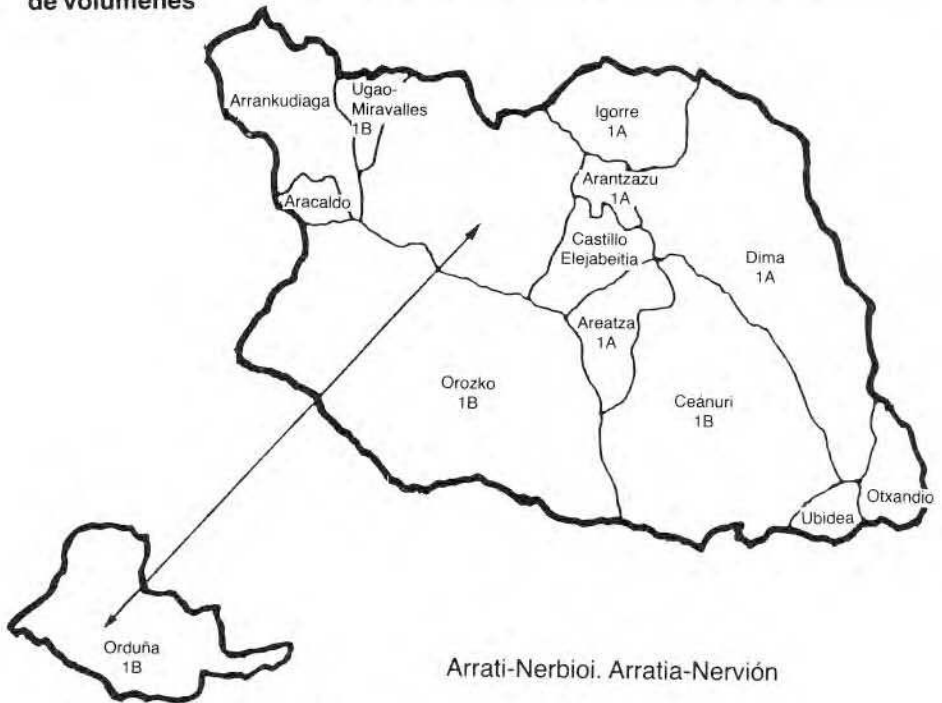 de volúmenes
Arrankudiaga
Ugao-
Miravalles
1B
Igorre
1A
Aracaldo
Arantzazu
1A
Castillo
Elejabeitia
Dima
1A
Areatza
1A
Orozko
1B
Ceánuri
1B
Otxandio
Ubidea
Orduña
1B
Arrati-Nerbioi. Arratia-Nervión